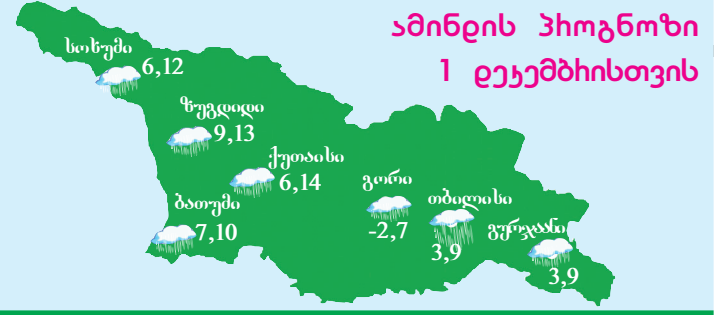 ამინდის პროგნოზი
1 დეკემბრისთვის
სოხუმი
6,12
ზუგდიდი
9,13
ქუთაისი
6,14
ბათუმი
7,10
გორი
-2,7
თბილისი
3,9
გურჯაანი
3,9